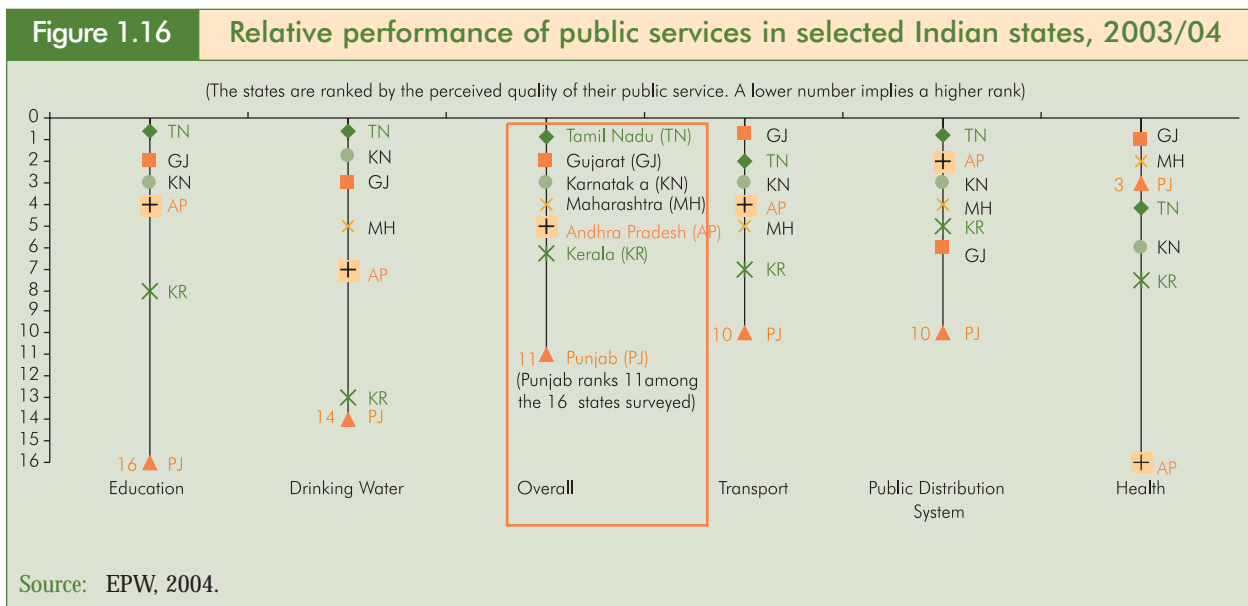 Figure 1.16
Relative performance of public services in selected Indian states, 2003/04
(The states are ranked by the perceived quality of their public service. A lower number implies a higher rank)
0
1
2
3
4
5
6
7
8
9
10
11
12
13
14
15
16
TN
GJ
KN
AP
KR
16 PJ
Education
TN
KN
GJ
MH
AP
KR
14 PJ
Drinking Water
Tamil Nadu (TN)
Gujarat (GJ)
Karnatak a (KN)
Maharashtra (MH)
Andhra Pradesh (AP)
Kerala (KR)
11 Punjab (PJ)
(Punjab ranks 11among
the 16 states surveyed)
Overall
GJ
TN
KN
AP
MH
KR
10 PJ
Transport
TN
AP
KN
MH
KR
GJ
10 PJ
Public Distribution
System
GJ
MH
3 PJ
TN
KN
KR
AP
Health
Source: EPW, 2004.